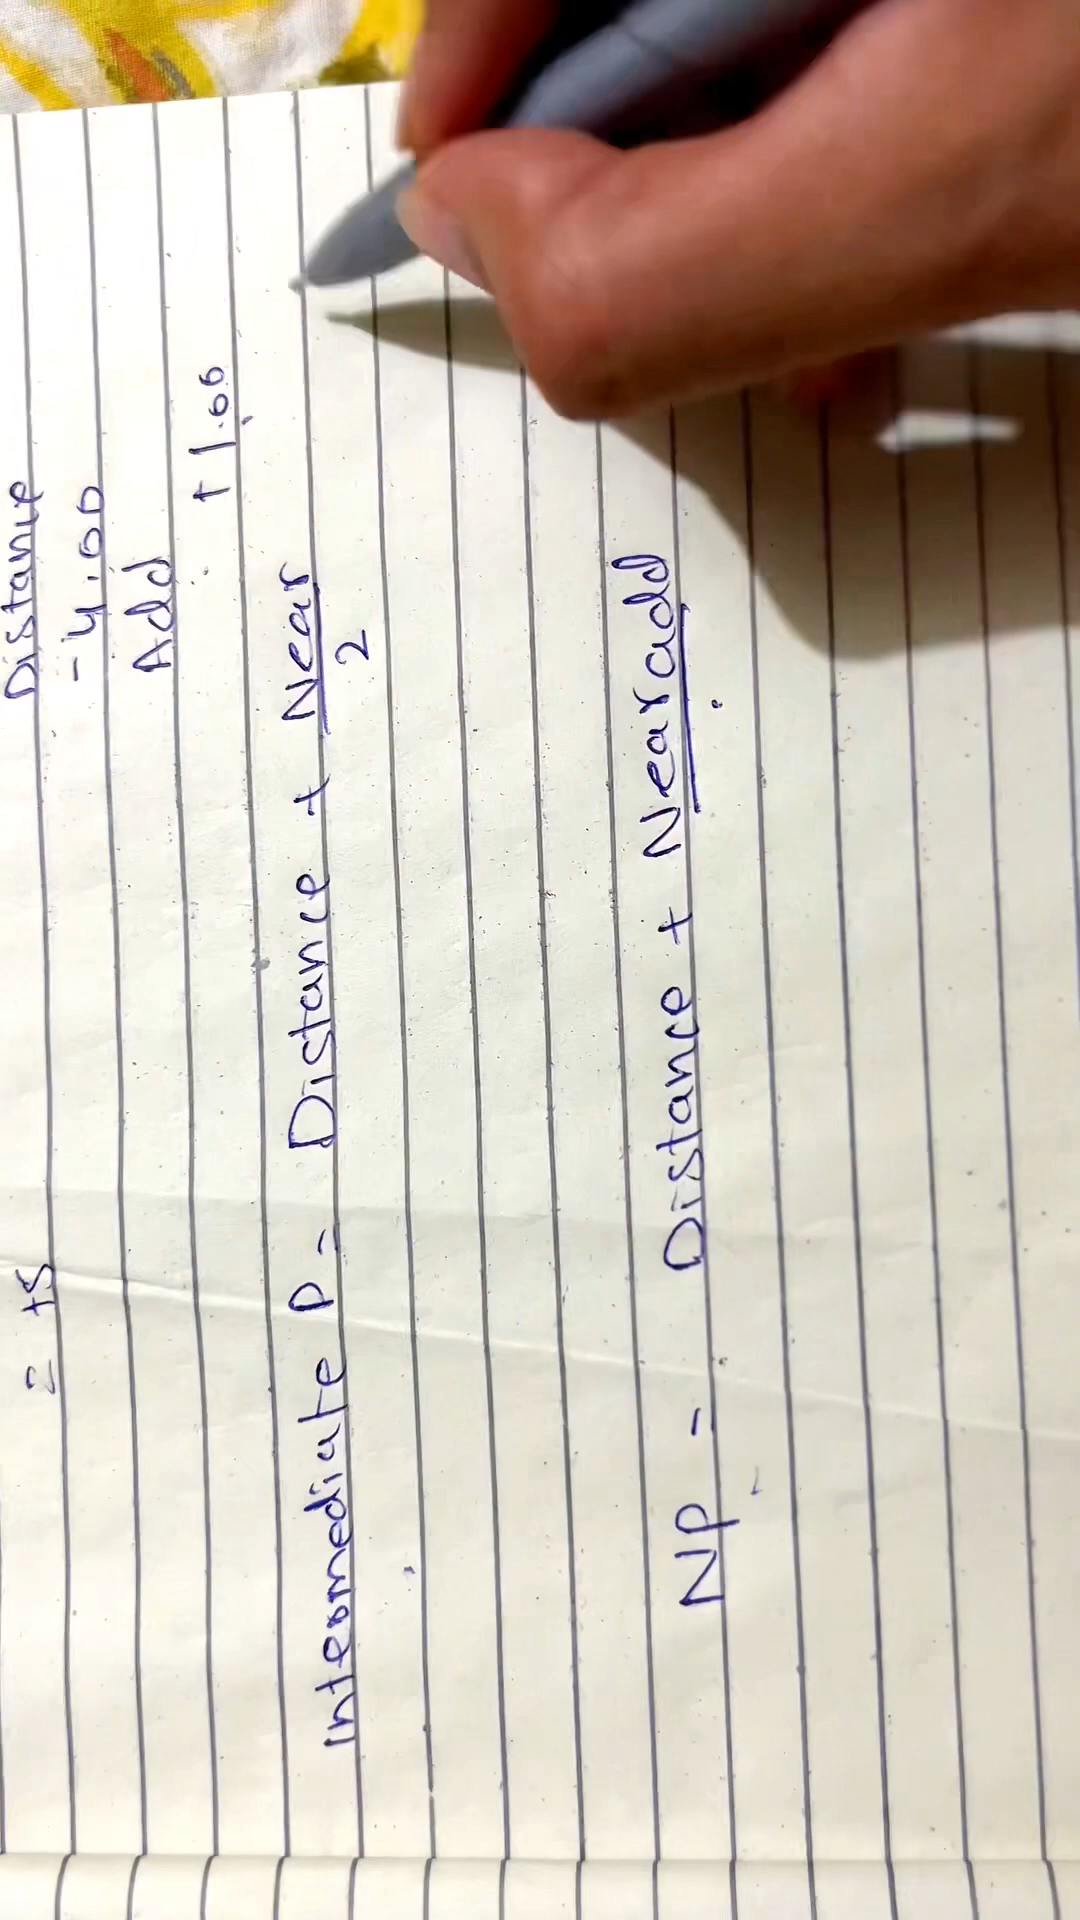 Distance
= +5
-4.00
Add
+1.00
Intermediate P = Distance + Near
2
NP - Distance + Near add